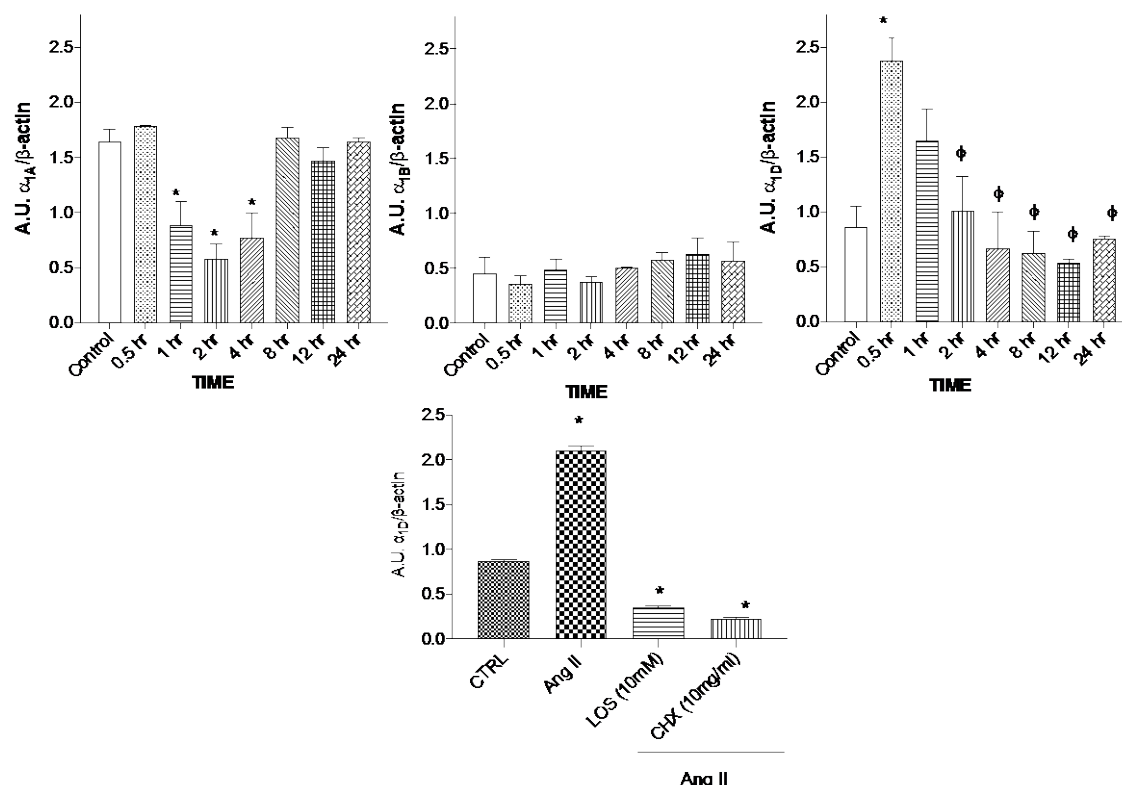 A.U. α1A/β-actin
2.5
2.0
1.5
1.0
0.5
0.0
*
*
*
Control
0.5 hr
1 hr
2 hr
4 hr
8 hr
12 hr
24 hr
TIME
A.U. α1B/β-actin
2.5
2.0
1.5
1.0
0.5
0.0
Control
0.5 hr
1 hr
2 hr
4 hr
8 hr
12 hr
24 hr
TIME
A.U. α1D/β-actin
2.5
2.0
1.5
1.0
0.5
0.0
*
ϕ
ϕ
ϕ
ϕ
ϕ
Control
0.5 hr
1 hr
2 hr
4 hr
8 hr
12 hr
24 hr
TIME
A.U. α1D/β-actin
2.5
2.0
1.5
1.0
0.5
0.0
*
*
*
CTRL
Ang II
LOS (10mM)
CHX (10mg/ml)
Ang II